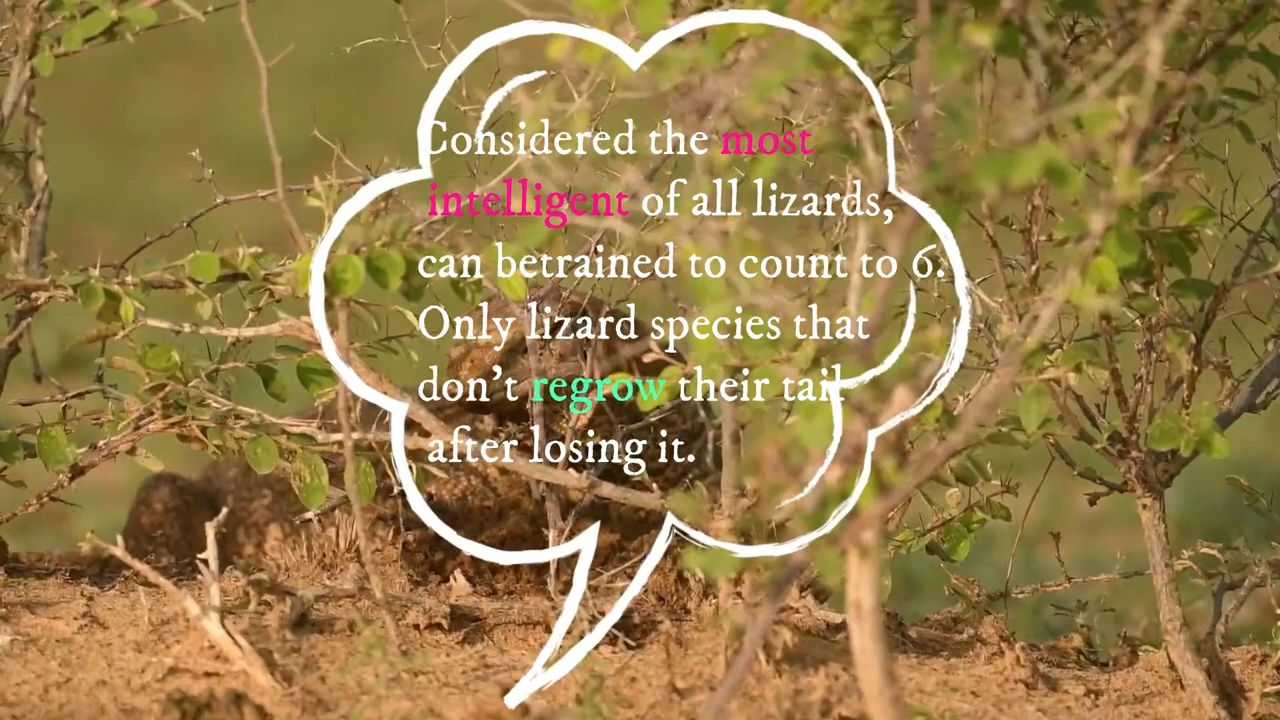 Considered the most
intelligent of all lizards,
can betrained to count to 6.
Only lizard species that
don't regrow their tail
after losing it.